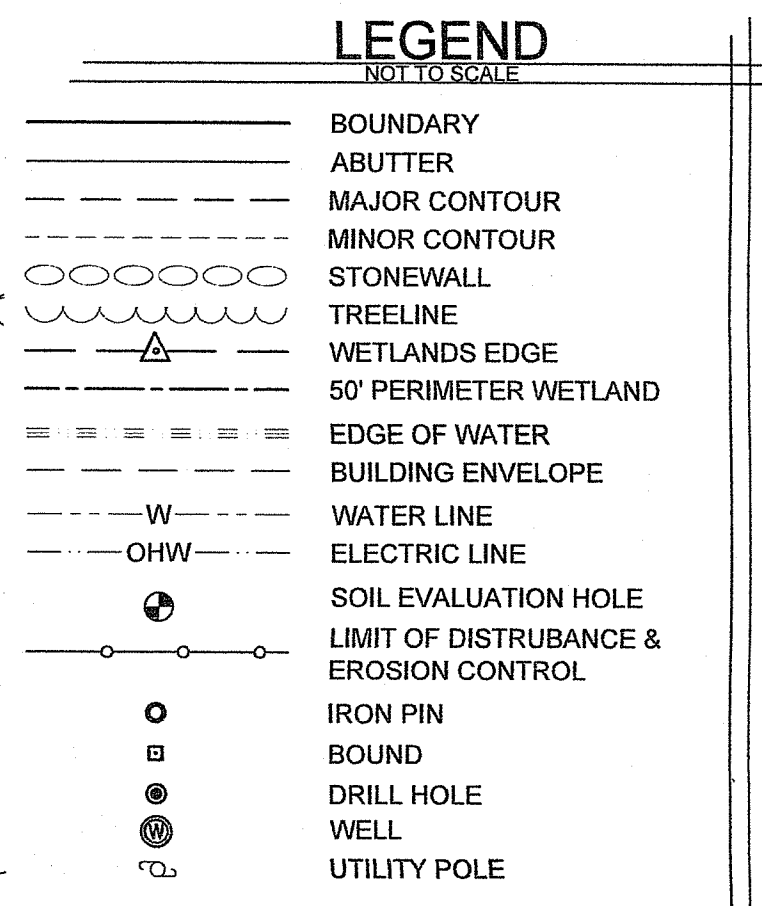 LEGEND
NOT TO SCALE
BOUNDARY
ABUTTER
MAJOR CONTOUR
MINOR CONTOUR
STONEWALL
TREELINE
WETLANDS EDGE
50' PERIMETER WETLAND
EDGE OF WATER
BUILDING ENVELOPE
W WATER LINE
OHW ELECTRIC LINE
SOIL EVALUATION HOLE
LIMIT OF DISTRUBANCE &
EROSION CONTROL
IRON PIN
BOUND
DRILL HOLE
W WELL
UTILITY POLE